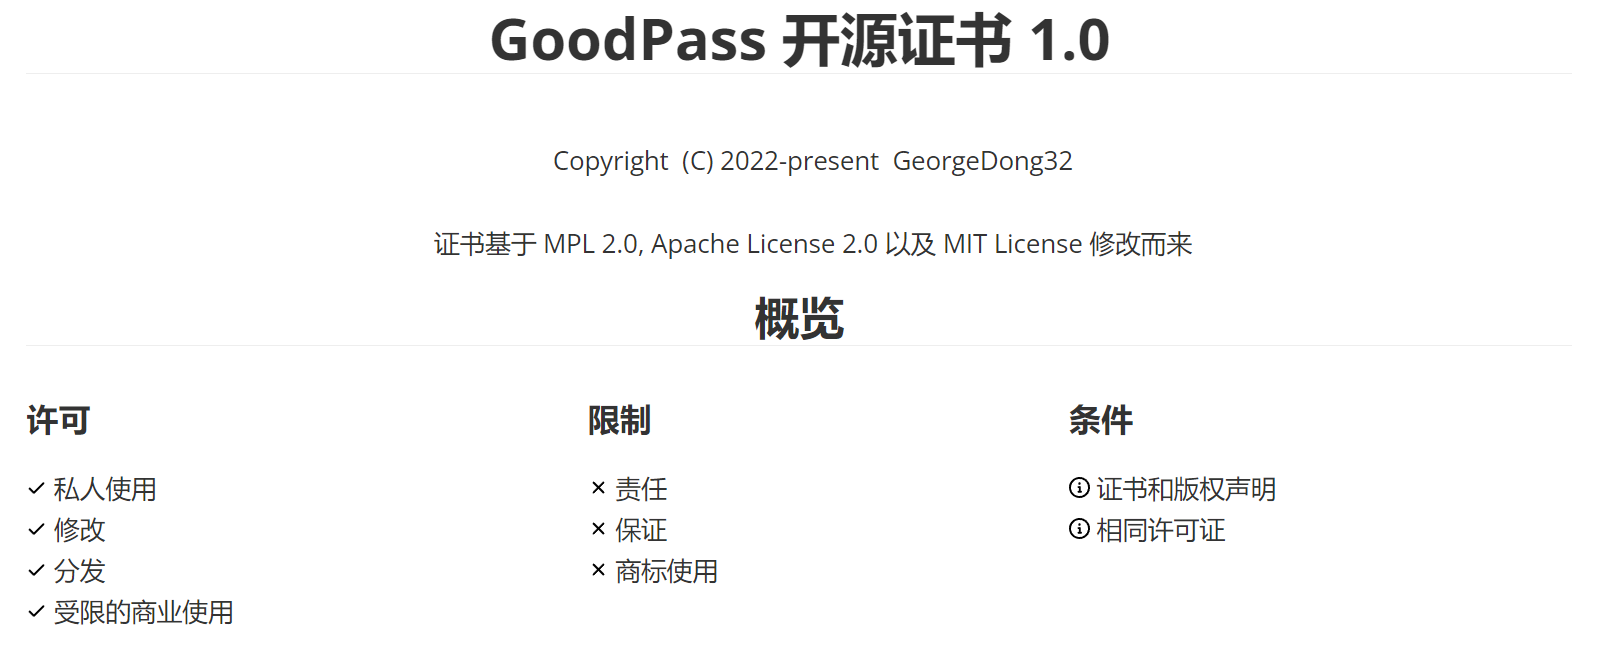 GoodPass 开源证书 1.0
Copyright (C) 2022-present GeorgeDong32
证书基于 MPL 2.0, Apache License 2.0 以及 MIT License 修改而来
概览
许可
私人使用
修改
分发
受限的商业使用
限制
责任
保证
商标使用
条件
证书和版权声明
相同许可证